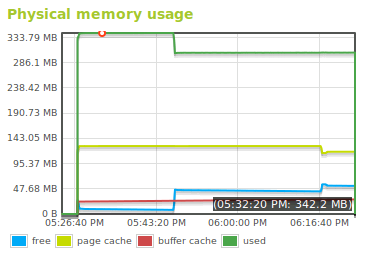 Physical memory usage
333.79 MB
286.1 MB
238.42 MB
190.73 MB
143.05 MB
95.37 MB
47.68 MB
0 B
(05:32:20 PM: 342.2 MB)
05:26:40 PM 05:43:20 PM 06:00:00 PM 06:16:40 PM
free page cache buffer cache used